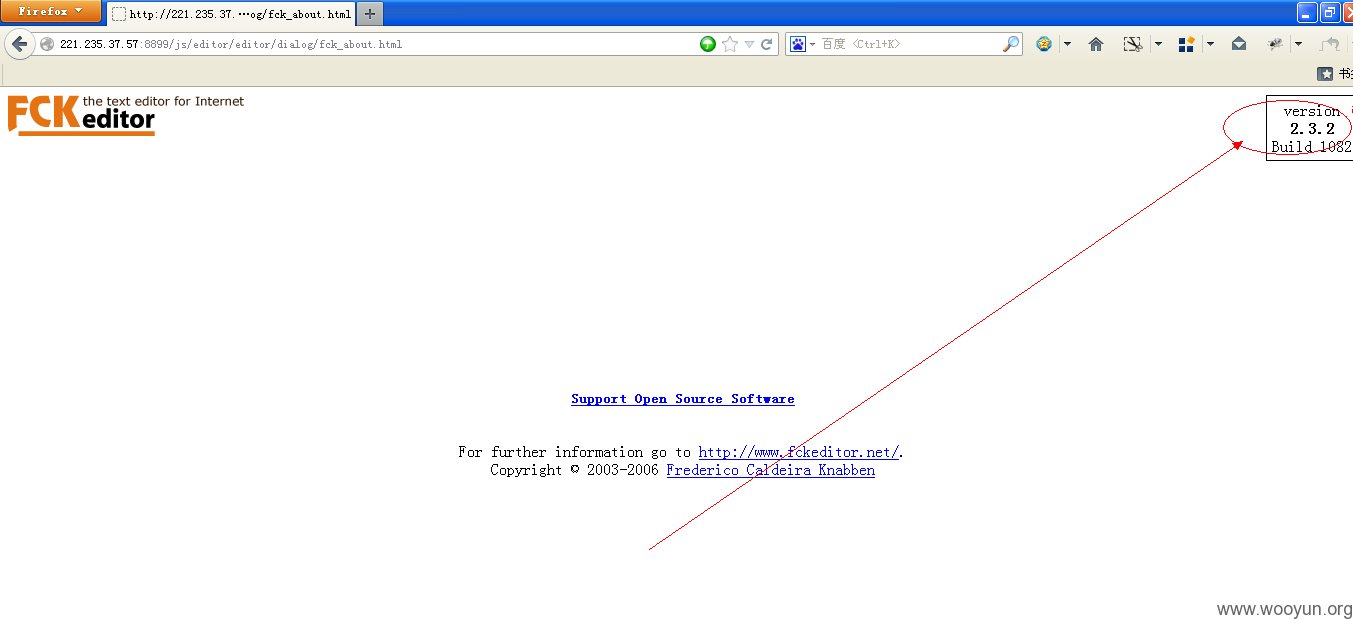 Firefox
http://221.235.37.…og/fck_about.html
221.235.37.57:8899/js/editor/editor/dialog/fck_about.html
百度 <Ctrl+K>
FCKeditor the text editor for Internet
version
2.3.2
Build 1082
Support Open Source Software
For further information go to http://www.fckeditor.net/.
Copyright © 2003-2006 Frederico Caldeira Knabben
www.wooyun.org